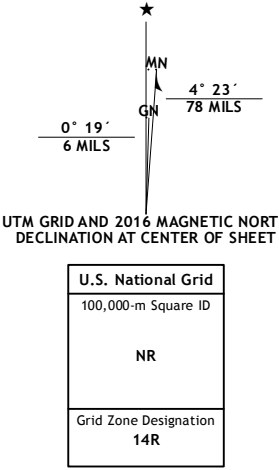 ★
MN
4° 23´
78 MILS
GN
0° 19´
6 MILS
UTM GRID AND 2016 MAGNETIC NORT
DECLINATION AT CENTER OF SHEET
U.S. National Grid
100,000-m Square ID
NR
Grid Zone Designation
14R